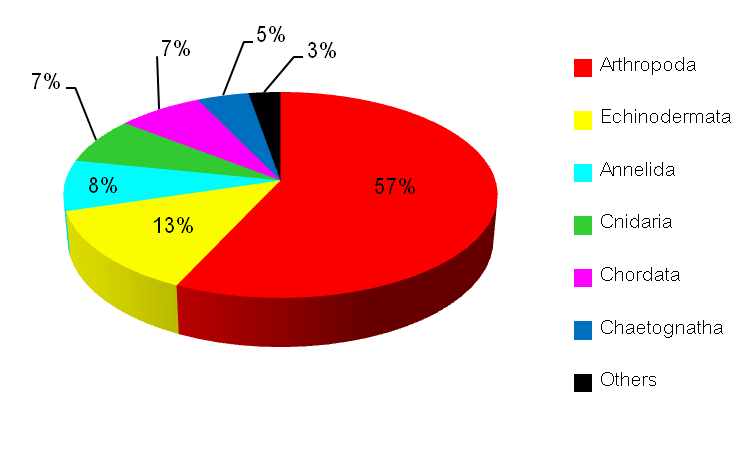 5%
7%
3%
7%
Arthropoda
Echinodermata
Annelida
8%
57%
Cnidaria
13%
Chordata
Chaetognatha
Others